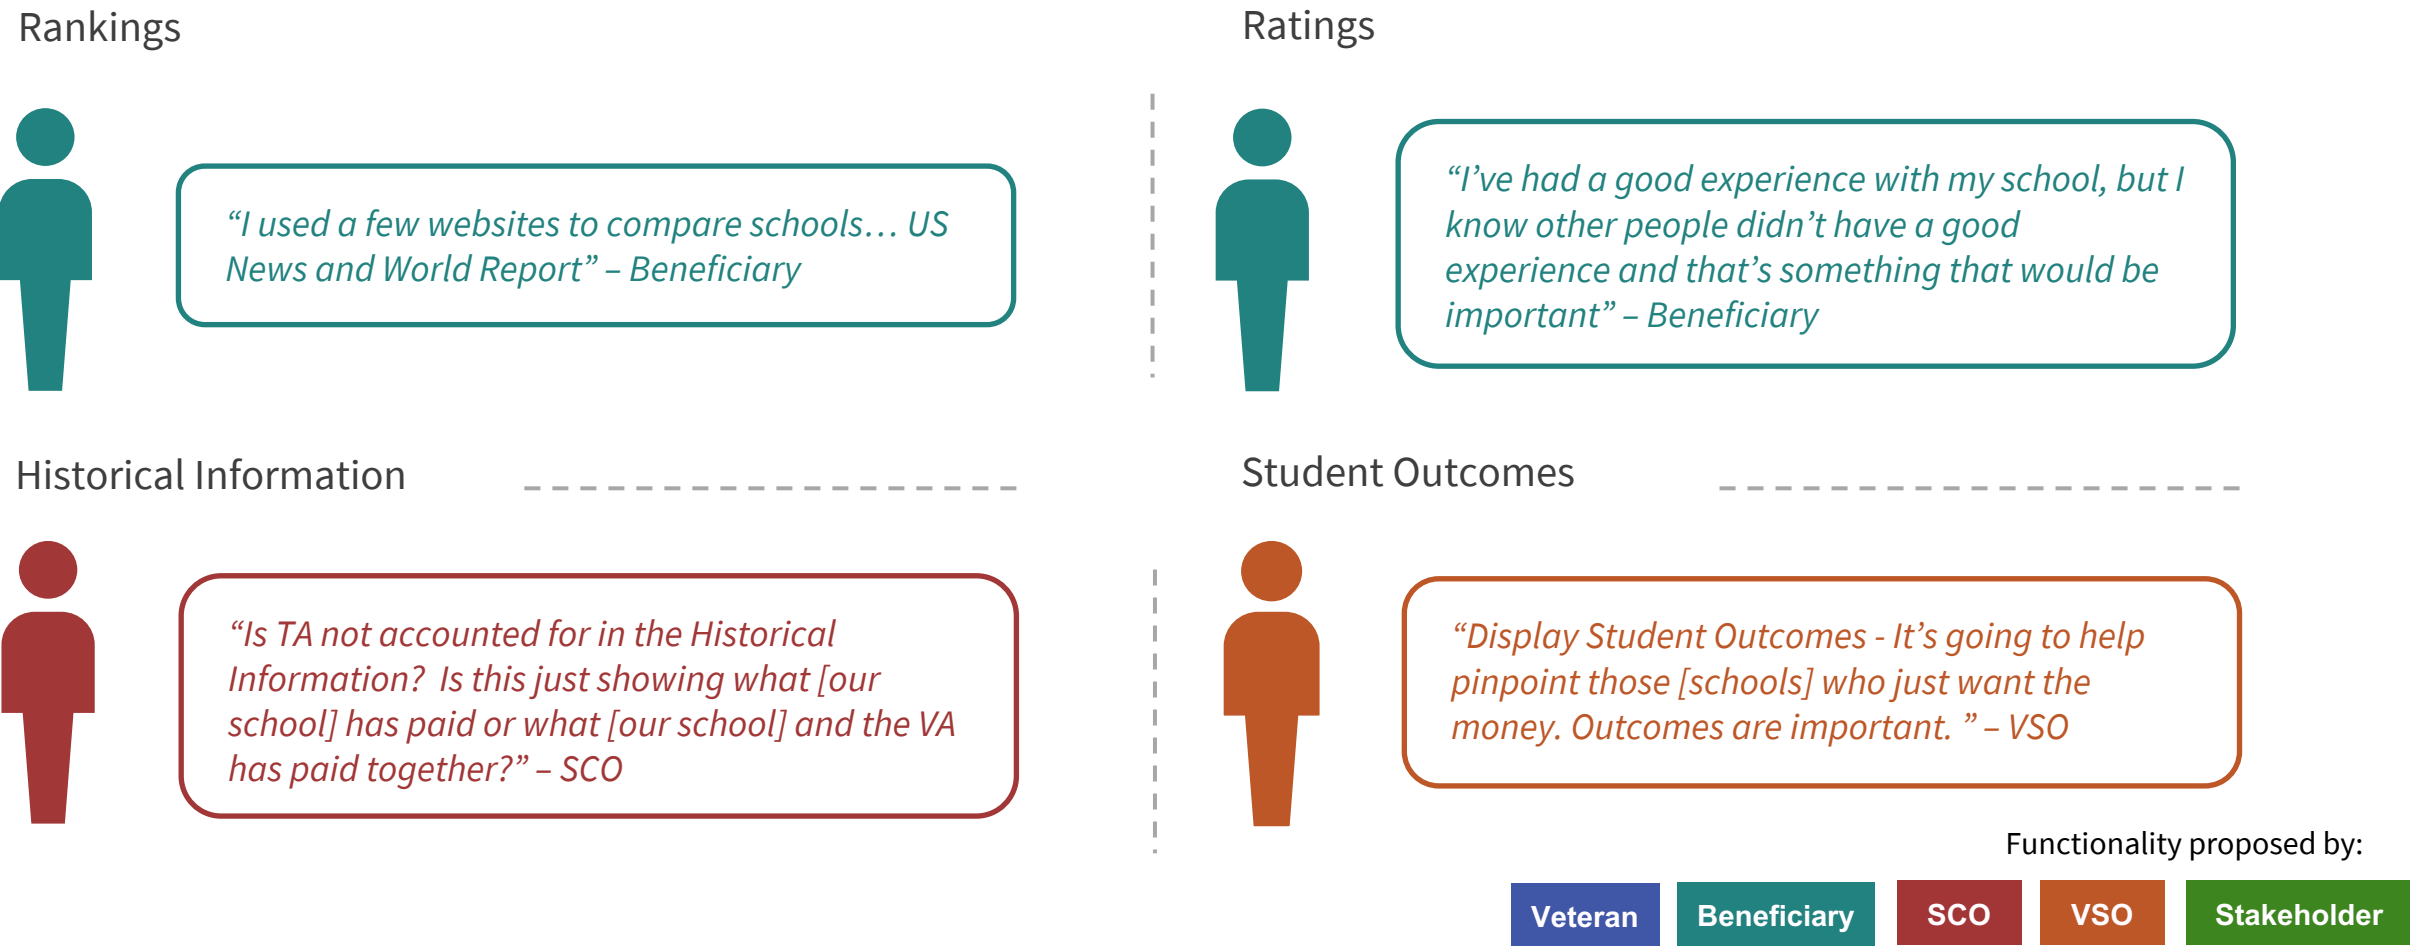 Rankings
“I used a few websites to compare schools… US
News and World Report” – Beneficiary
Ratings
“I’ve had a good experience with my school, but I
know other people didn’t have a good
experience and that’s something that would be
important” – Beneficiary
Historical Information
“Is TA not accounted for in the Historical
Information?  Is this just showing what [our
school] has paid or what [our school] and the VA
has paid together?” – SCO
Student Outcomes
“Display Student Outcomes - It’s going to help
pinpoint those [schools] who just want the
money. Outcomes are important. ” – VSO
Functionality proposed by:
Veteran Beneficiary SCO VSO Stakeholder